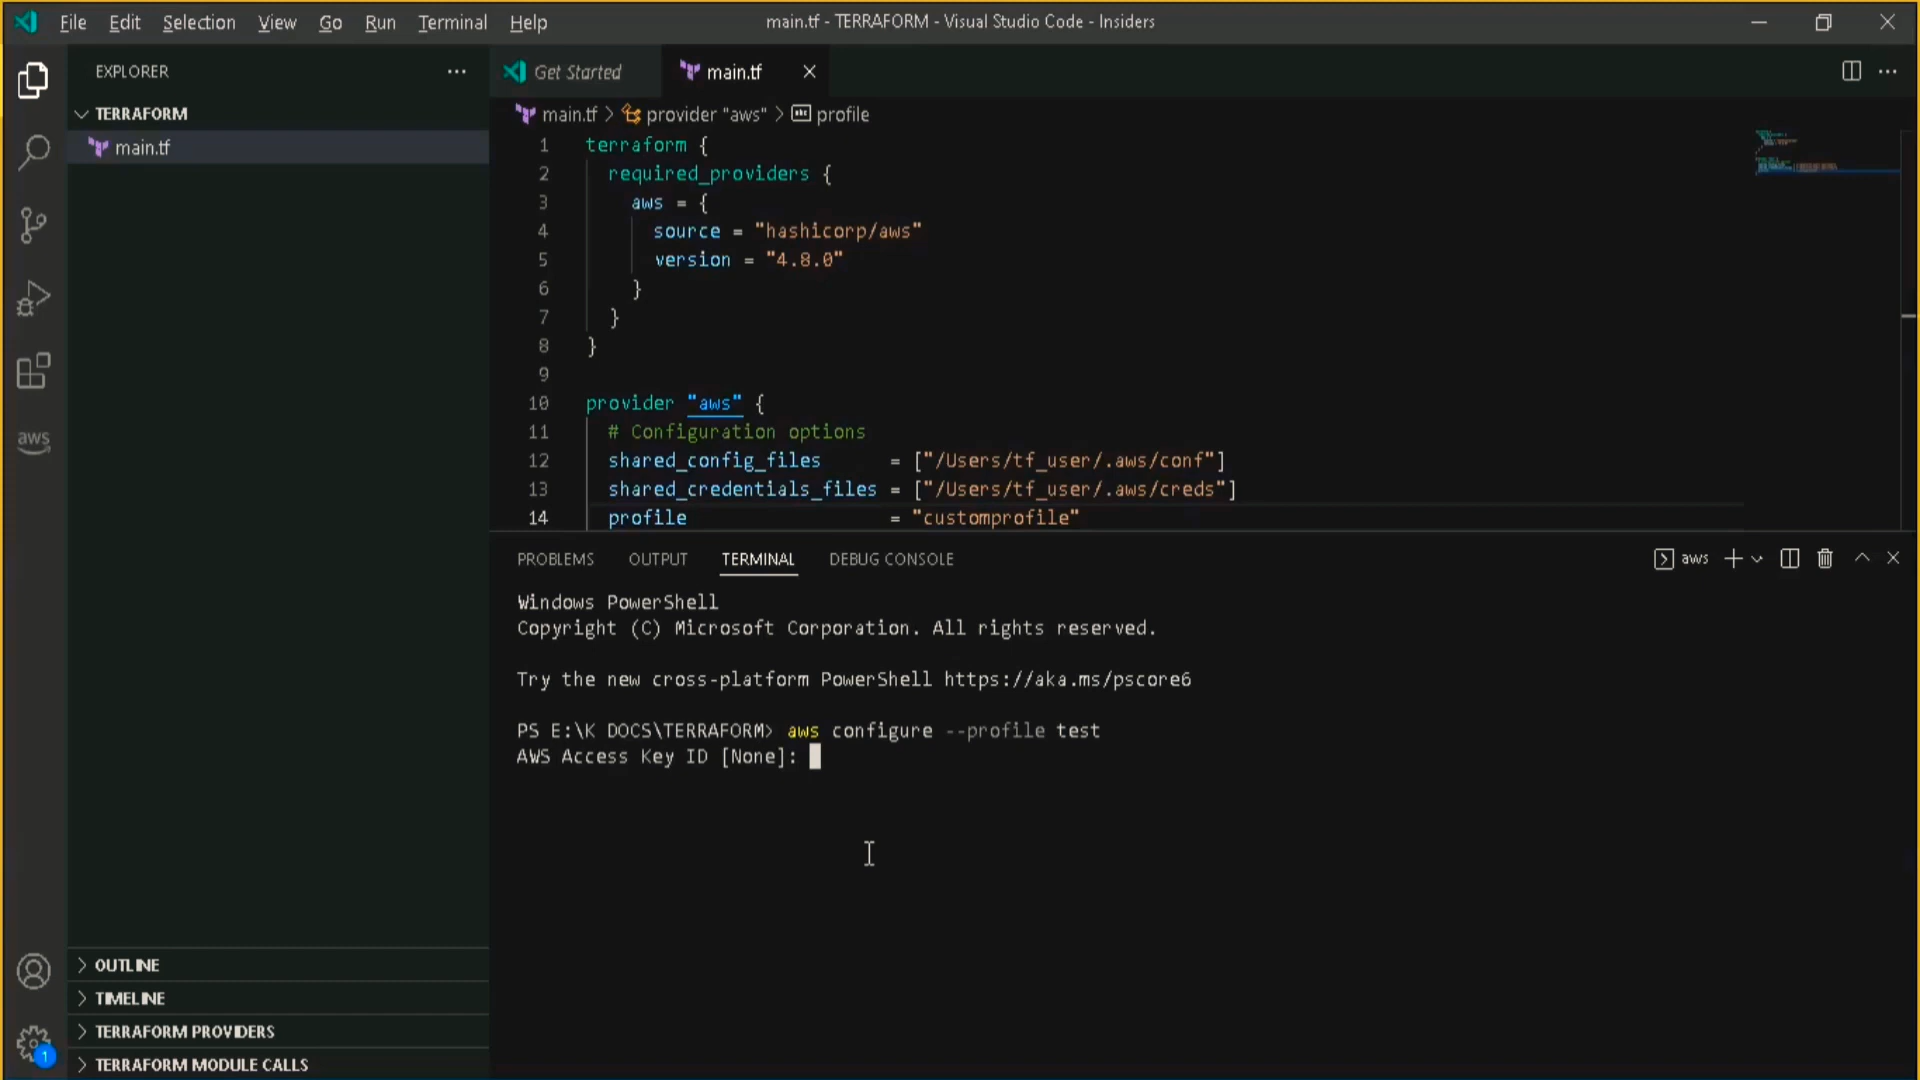 File Edit Selection View Go Run Terminal Help
main.tf - TERRAFORM - Visual Studio Code - Insiders
EXPLORER
TERRAFORM
main.tf
OUTLINE
TIMELINE
TERRAFORM PROVIDERS
TERRAFORM MODULE CALLS
aws
1
Get Started
main.tf
main.tf > provider "aws" > profile
1 terraform {
2 required_providers {
3 aws = {
4 source = "hashicorp/aws"
5 version = "4.8.0"
6 }
7 }
8 }
9
10 provider "aws" {
11 # Configuration options
12 shared_config_files = ["/Users/tf_user/.aws/conf"]
13 shared_credentials_files = ["/Users/tf_user/.aws/creds"]
14 profile = "customprofile"
PROBLEMS OUTPUT TERMINAL DEBUG CONSOLE
aws
Windows PowerShell
Copyright (C) Microsoft Corporation. All rights reserved.
Try the new cross-platform PowerShell https://aka.ms/pscore6
PS E:\K DOCS\TERRAFORM> aws configure --profile test
AWS Access Key ID [None]: